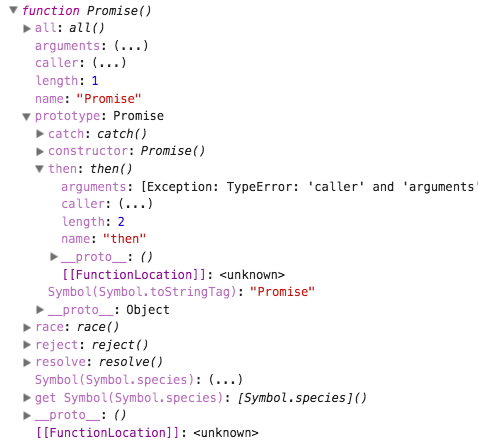 ▼ function Promise()
▶ all: all()
arguments: (...)
caller: (...)
length: 1
name: "Promise"
▼ prototype: Promise
▶ catch: catch()
▶ constructor: Promise()
▼ then: then()
arguments: [Exception: TypeError: 'caller' and 'arguments'
caller: (...)
length: 2
name: "then"
▶ __proto__: ()
[[FunctionLocation]]: <unknown>
Symbol(Symbol.toStringTag): "Promise"
▶ __proto__: Object
▶ race: race()
▶ reject: reject()
▶ resolve: resolve()
Symbol(Symbol.species): (...)
▶ get Symbol(Symbol.species): [Symbol.species]()
▶ __proto__: ()
[[FunctionLocation]]: <unknown>